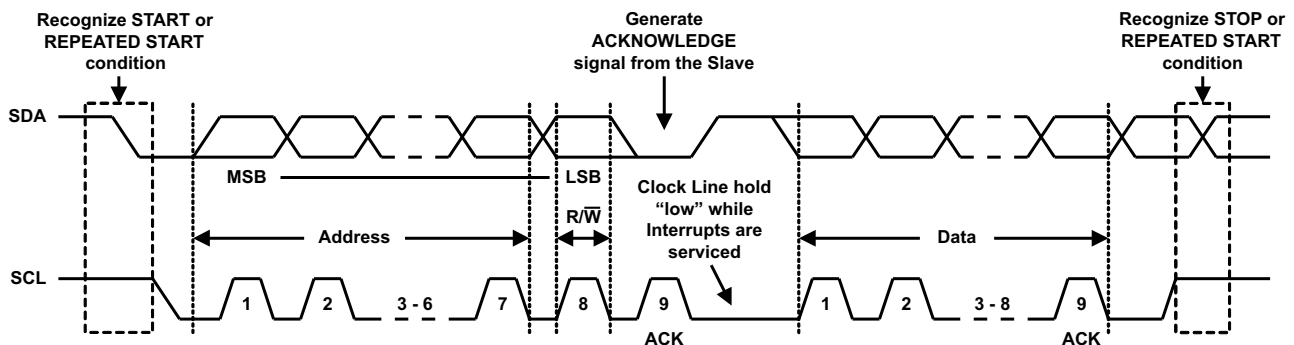 Recognize START or
REPEATED START
condition
Generate
ACKNOWLEDGE
signal from the Slave
Recognize STOP or
REPEATED START
condition
SDA
MSB
LSB
R/W̅
Clock Line hold
“low” while
Interrupts are
serviced
Address
Data
SCL
1
2
3 - 6
7
8
9
1
2
3 - 8
9
ACK
ACK